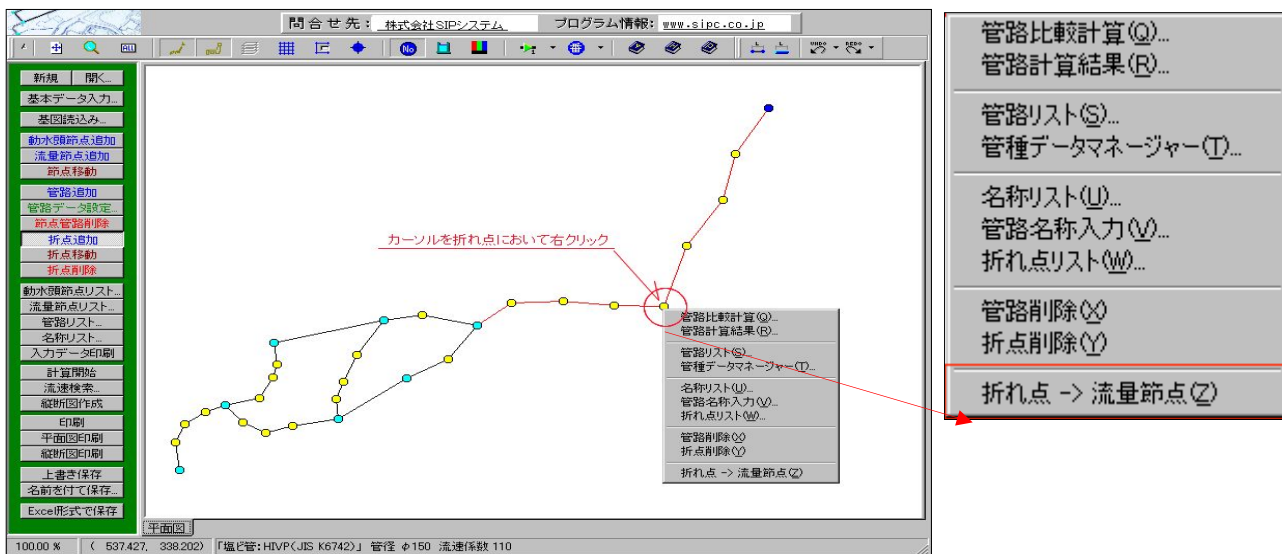 問合せ先: 株式会社SIPシステム プログラム情報: www.sipc.co.jp
ALL
No
UNDO
新規 開く...
基本データ入力...
基図読込み...
動水頭節点追加
流量節点追加
節点移動
管路追加
管路データ設定...
節点管路削除
折点追加
折点移動
折点削除
動水頭節点リスト...
流量節点リスト...
管路リスト...
名称リスト...
入力データ印刷
計算開始
流速検索...
縦断図作成
印刷
平面図印刷
縦断図印刷
上書き保存
名前を付て保存...
Excel形式で保存
カーソルを折れ点において右クリック
管路比較計算(Q)...
管路計算結果(R)...
管路リスト(S)...
管種データマネージャー(T)...
名称リスト(U)...
管路名称入力(V)...
折れ点リスト(W)...
管路削除(X)
折点削除(Y)
折れ点 -> 流量節点(Z)
平面図
100.00 % ( 537.427, 338.202) 「塩ビ管:HIVP(JIS K6742)」 管径 φ150 流速係数 110
管路比較計算(Q)...
管路計算結果(R)...
管路リスト(S)...
管種データマネージャー(T)...
名称リスト(U)...
管路名称入力(V)...
折れ点リスト(W)...
管路削除(X)
折点削除(Y)
折れ点 -> 流量節点(Z)